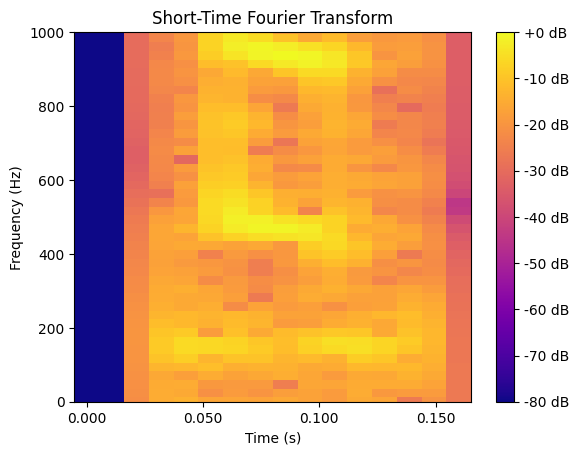 Short-Time Fourier Transform
Frequency (Hz)
1000
800
600
400
200
0
0.000
0.050
0.100
0.150
Time (s)
+0 dB
-10 dB
-20 dB
-30 dB
-40 dB
-50 dB
-60 dB
-70 dB
-80 dB